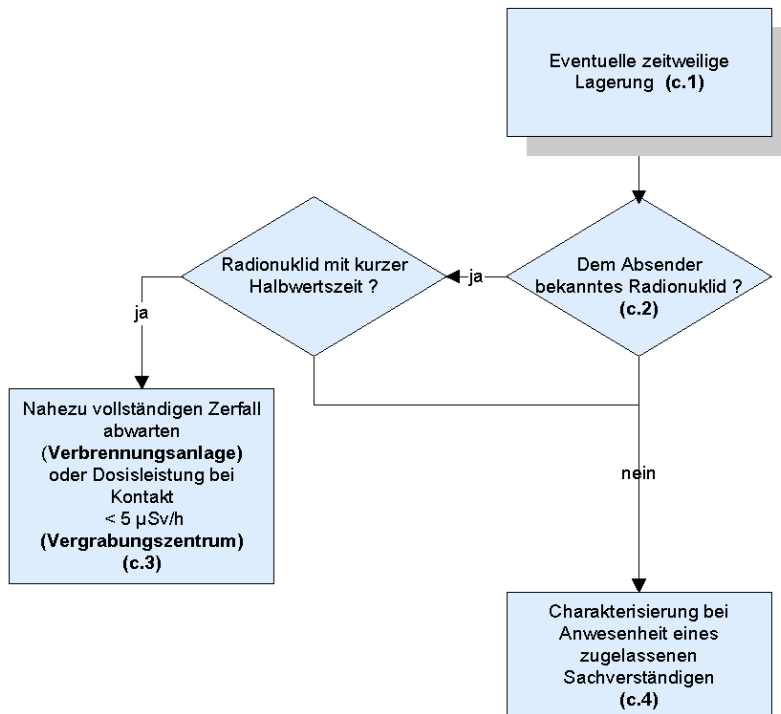 Eventuelle zeitweilige
Lagerung (c.1)
Radionuklid mit kurzer
Halbwertszeit ?
ja
Dem Absender
bekanntes Radionuklid ?
(c.2)
ja
Nahezu vollständigen Zerfall
abwarten
(Verbrennungsanlage)
oder Dosisleistung bei
Kontakt
< 5 µSv/h
(Vergrabungszentrum)
(c.3)
nein
Charakterisierung bei
Anwesenheit eines
zugelassenen
Sachverständigen
(c.4)